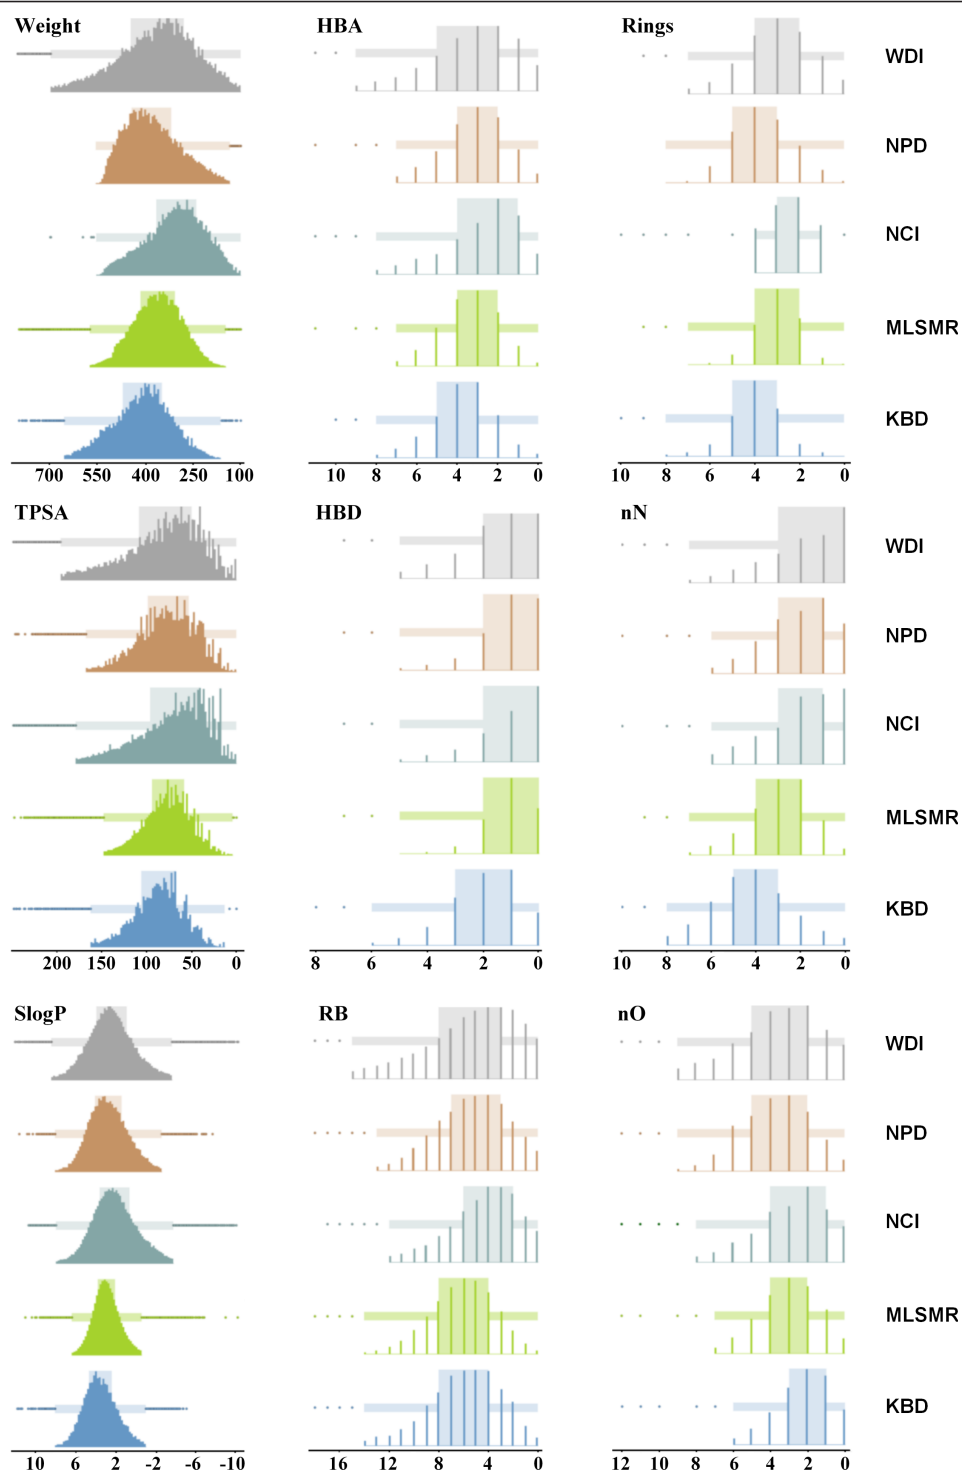 Weight HBA Rings
WDI
NPD
NCI
MLSMR
KBD
700 550 400 250 100 10 8 6 4 2 0 10 8 6 4 2 0
TPSA HBD nN
WDI
NPD
NCI
MLSMR
KBD
200 150 100 50 0 8 6 4 2 0 10 8 6 4 2 0
SlogP RB nO
WDI
NPD
NCI
MLSMR
KBD
10 6 2 -2 -6 -10 16 12 8 4 0 12 10 8 6 4 2 0